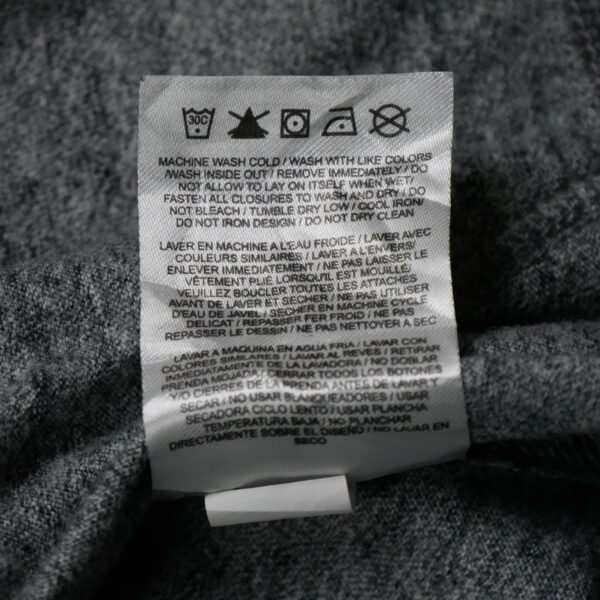 30C
MACHINE WASH COLD / WASH WITH LIKE COLORS
/WASH INSIDE OUT / REMOVE IMMEDIATELY / DO
NOT ALLOW TO LAY ON ITSELF WHEN WET/
FASTEN ALL CLOSURES TO WASH AND DRY / DO
NOT BLEACH / TUMBLE DRY LOW / COOL IRON/
DO NOT IRON DESIGN / DO NOT DRY CLEAN
LAVER EN MACHINE A L'EAU FROIDE / LAVER AVEC
COULEURS SIMILAIRES / LAVER A L'ENVERS/
ENLEVER IMMEDIATEMENT / NE PAS LAISSER LE
VÊTEMENT PLIÉ LORSQU'IL EST MOUILLÉ.
VEUILLEZ BOUCLER TOUTES LES ATTACHES
AVANT DE LAVER ET SECHER / NE PAS UTILISER
D'EAU DE JAVEL / SECHER EN MACHINE CYCLE
DELICAT / REPASSER FER FROID / NE PAS
REPASSER LE DESSIN / NE PAS NETTOYER A SEC
LAVAR A MAQUINA EN AGUA FRIA / LAVAR CON
COLORES SIMILARES / LAVAR AL REVES / RETIRAR
INMEDIATAMENTE DE LA LAVADORA / NO DOBLAR
PRENDA MOJADA / CERRAR TODOS LOS BOTONES
Y/O CIERRES DE LA PRENDA ANTES DE LAVAR Y
SECAR / NO USAR BLANQUEADORES / USAR
SECADORA CICLO LENTO / USAR PLANCHA
TEMPERATURA BAJA / NO PLANCHAR
DIRECTAMENTE SOBRE EL DISEÑO / NO LAVAR EN
SECO